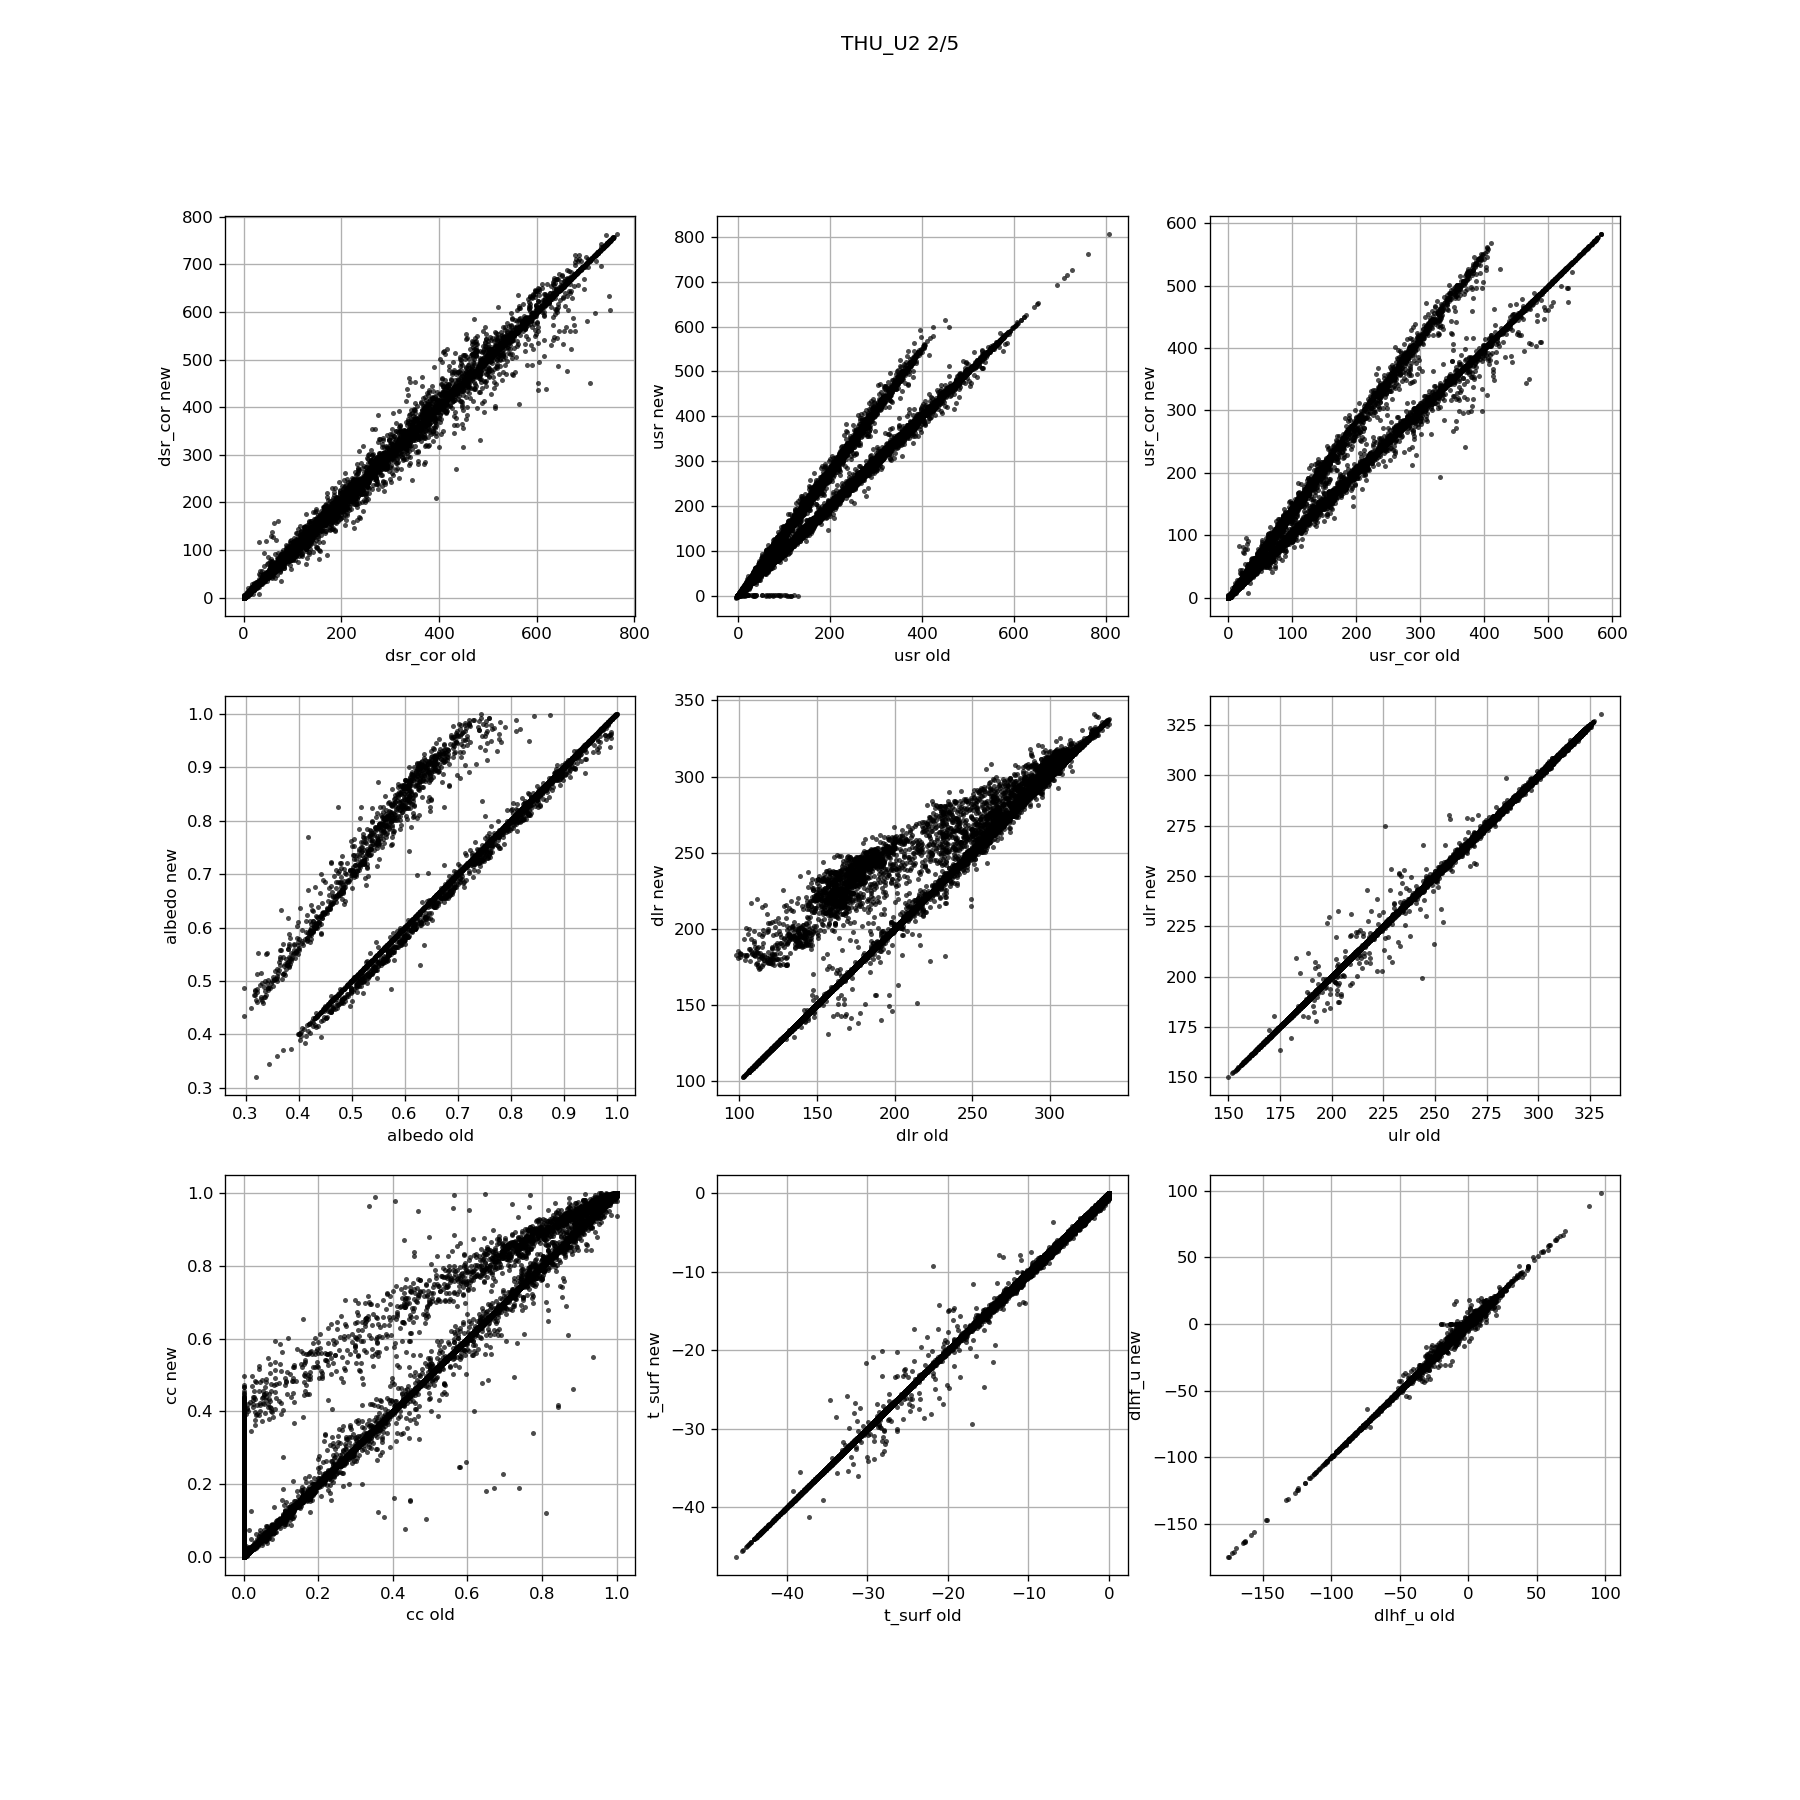 THU_U2 2/5
800
700
600
500
400
300
200
100
0
dsr_cor new
0 200 400 600 800
dsr_cor old
800
700
600
500
400
300
200
100
0
usr new
0 200 400 600 800
usr old
600
500
400
300
200
100
0
usr_cor new
0 100 200 300 400 500 600
usr_cor old
1.0
0.9
0.8
0.7
0.6
0.5
0.4
0.3
albedo new
0.3 0.4 0.5 0.6 0.7 0.8 0.9 1.0
albedo old
350
300
250
200
150
100
dlr new
100 150 200 250 300
dlr old
325
300
275
250
225
200
175
150
ulr new
150 175 200 225 250 275 300 325
ulr old
1.0
0.8
0.6
0.4
0.2
0.0
cc new
0.0 0.2 0.4 0.6 0.8 1.0
cc old
0
−10
−20
−30
−40
t_surf new
−40 −30 −20 −10 0
t_surf old
100
50
0
−50
−100
−150
dlhf_u new
−150 −100 −50 0 50 100
dlhf_u old